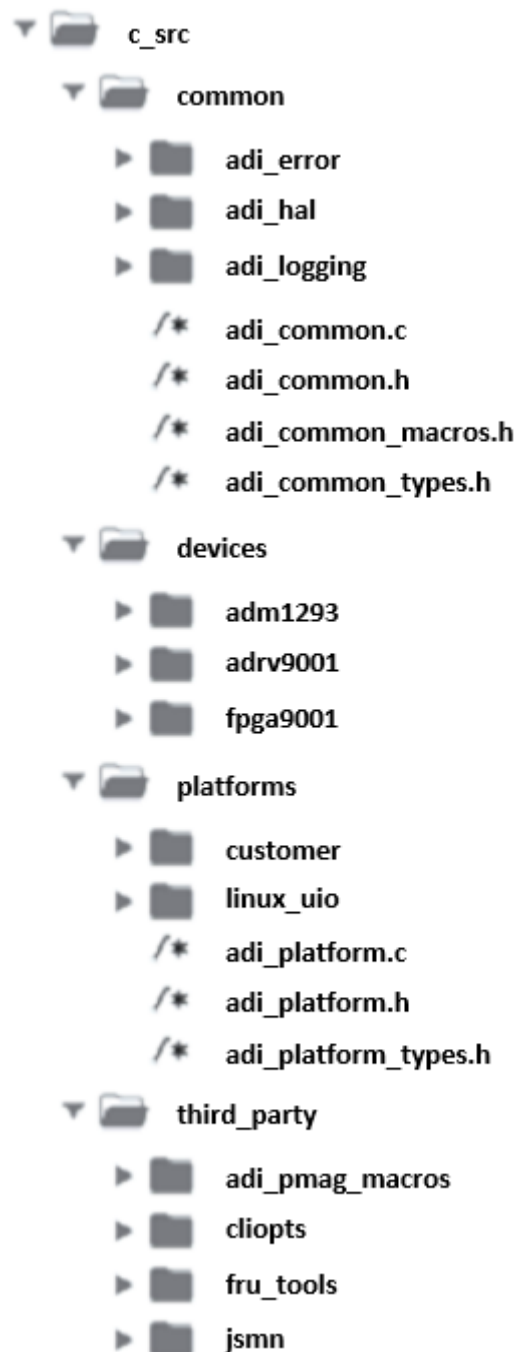 c_src
common
adi_error
adi_hal
adi_logging
/* adi_common.c
/* adi_common.h
/* adi_common_macros.h
/* adi_common_types.h
devices
adm1293
adrv9001
fpga9001
platforms
customer
linux_uio
/* adi_platform.c
/* adi_platform.h
/* adi_platform_types.h
third_party
adi_pmag_macros
cliopts
fru_tools
jsmn